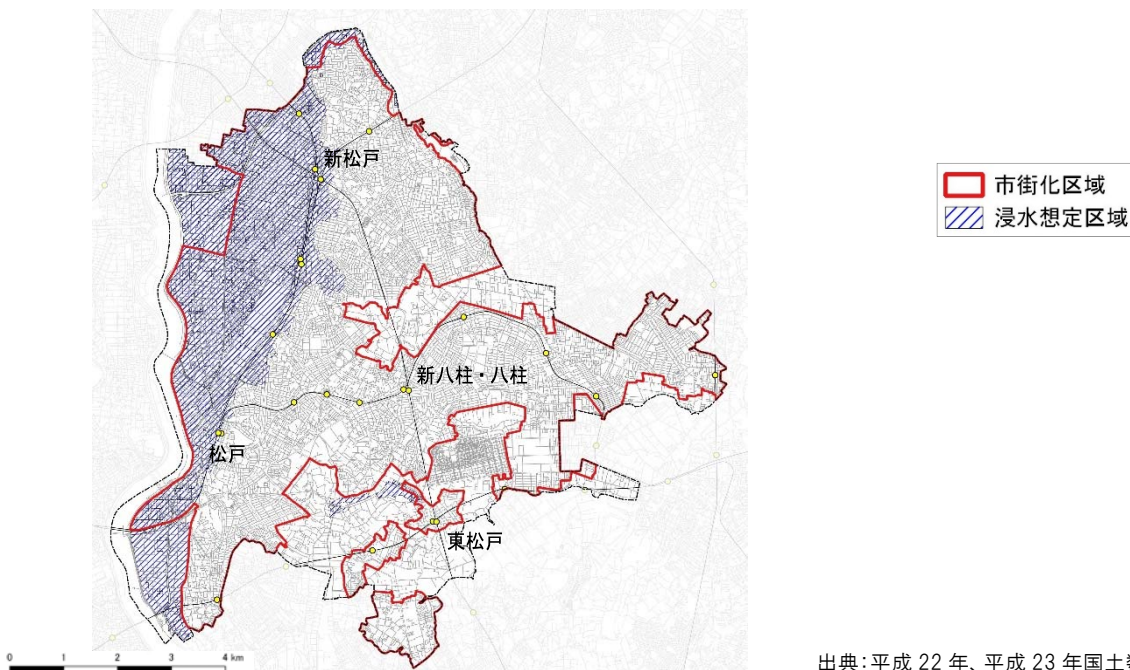 新松戸
市街化区域
浸水想定区域
新八柱・八柱
松戸
東松戸
0 1 2 3 4 km
出典：平成 22 年、平成 23 年国土